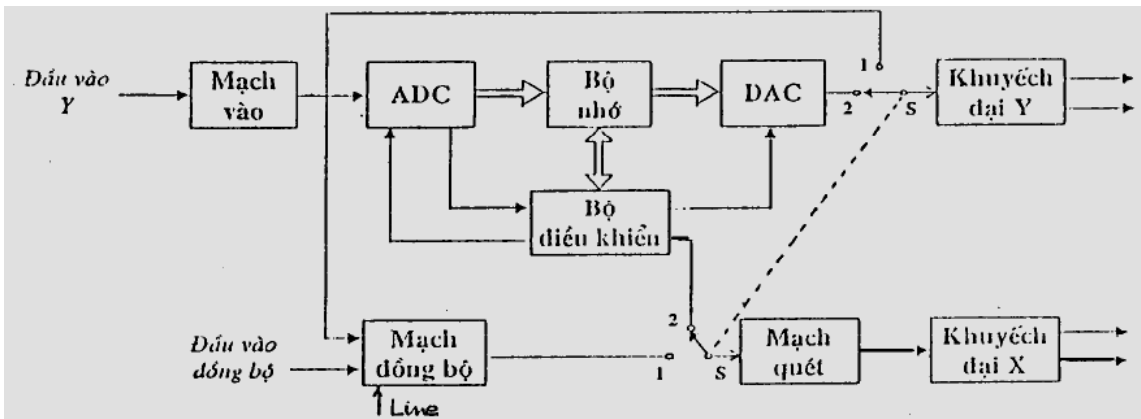 Đầu vào
Y
Mạch
vào
ADC
Bộ
nhớ
DAC
1
2
S
Khuyếch
đại Y
Bộ
điều khiển
Đầu vào
đồng bộ
Mạch
đồng bộ
Line
2
1
S
Mạch
quét
Khuyếch
đại X